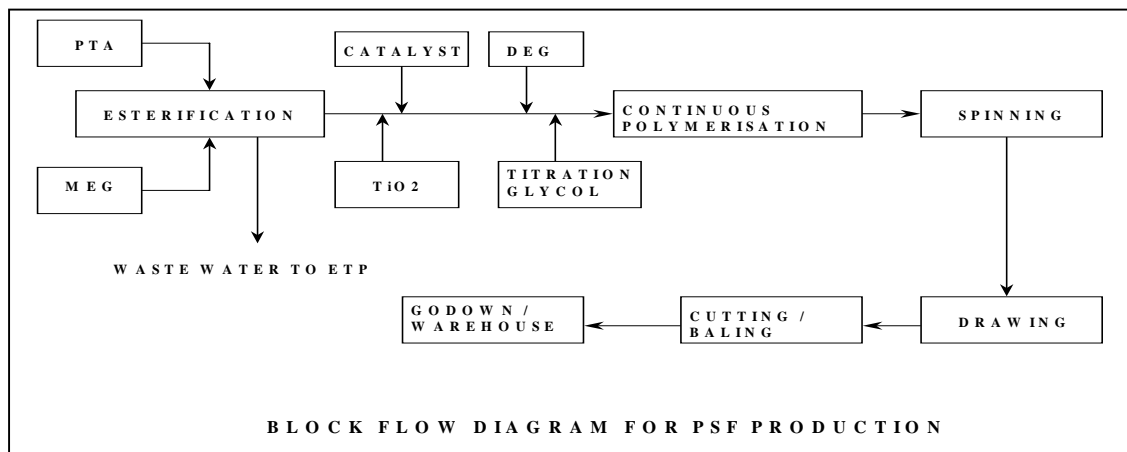 PTA
CATALYST
DEG
ESTERIFICATION
CONTINUOUS
POLYMERISATION
SPINNING
MEG
TiO2
TITRATION
GLYCOL
WASTE WATER TO ETP
GODOWN /
WAREHOUSE
CUTTING /
BALING
DRAWING
BLOCK FLOW DIAGRAM FOR PSF PRODUCTION